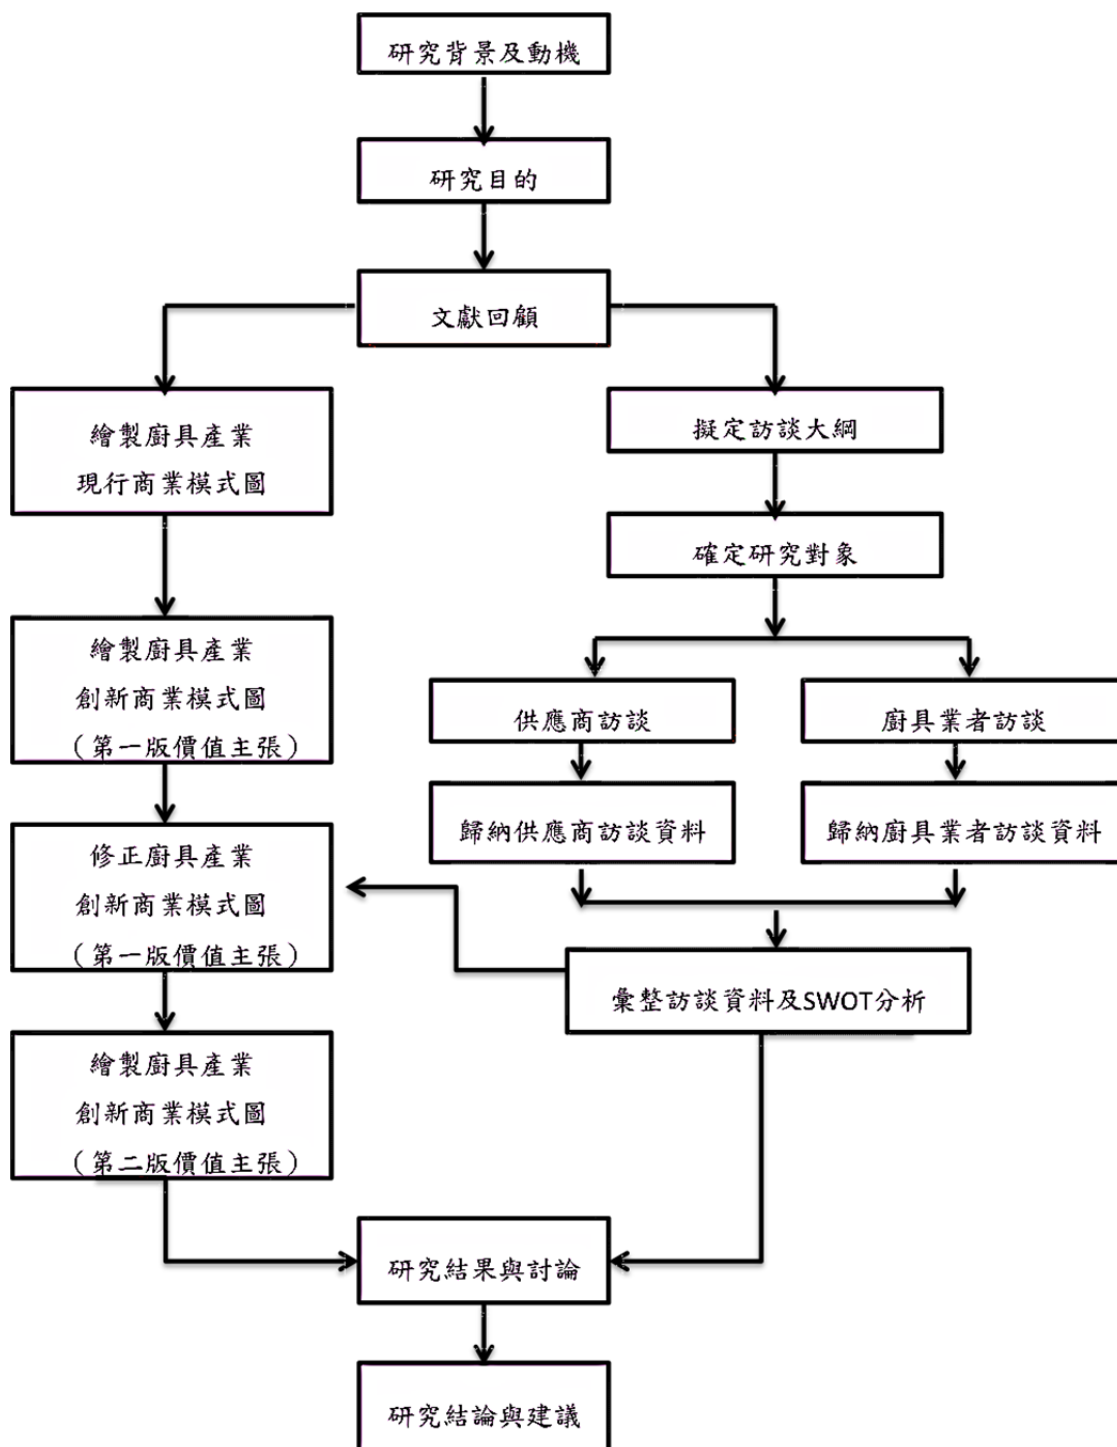 研究背景及動機
研究目的
文獻回顧
繪製廚具產業
現行商業模式圖
繪製廚具產業
創新商業模式圖
(第一版價值主張)
修正廚具產業
創新商業模式圖
(第一版價值主張)
繪製廚具產業
創新商業模式圖
(第二版價值主張)
擬定訪談大綱
確定研究對象
供應商訪談
廚具業者訪談
歸納供應商訪談資料
歸納廚具業者訪談資料
彙整訪談資料及SWOT分析
研究結果與討論
研究結論與建議